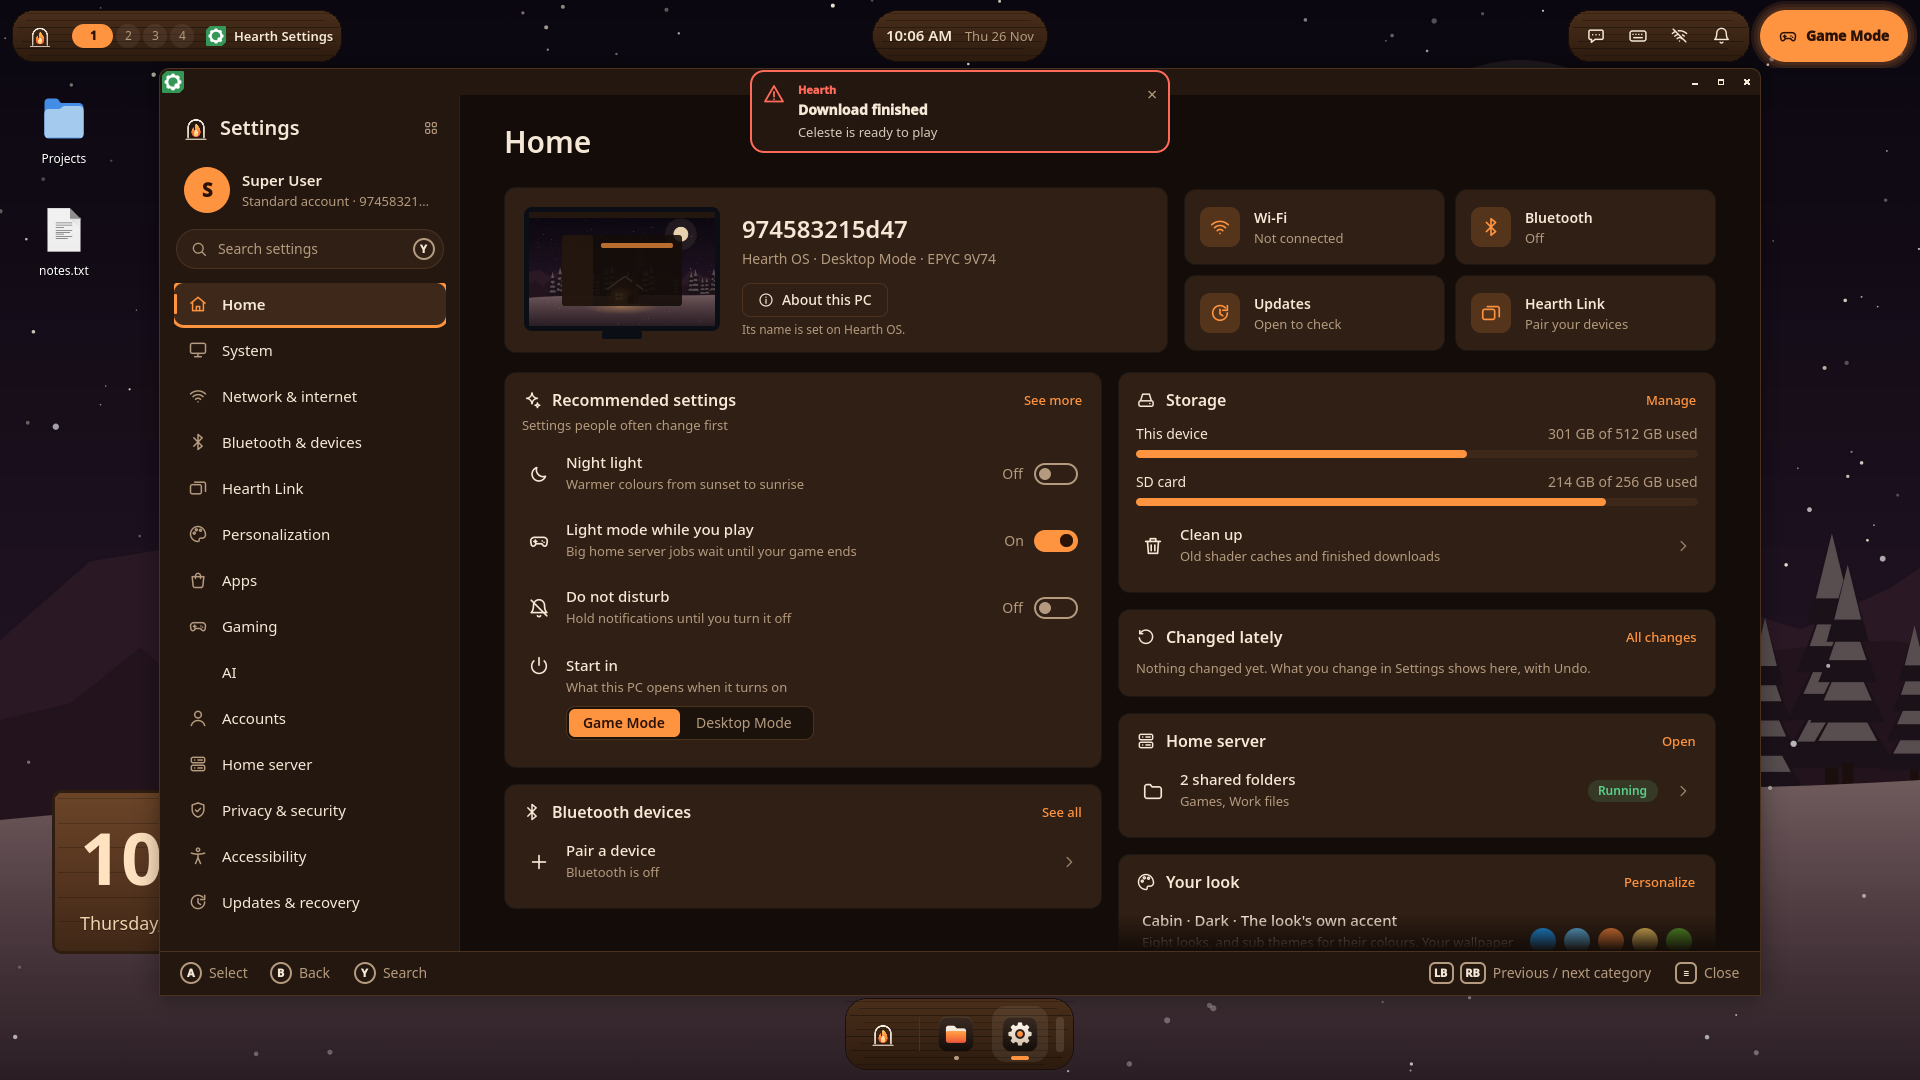 1 2 3 4 Hearth Settings
10:06 AM Thu 26 Nov
Game Mode
Projects
notes.txt
10
Thursday
Hearth
Download finished
Celeste is ready to play
Settings
S
Super User
Standard account · 97458321...
Search settings Y
Home
System
Network & internet
Bluetooth & devices
Hearth Link
Personalization
Apps
Gaming
AI
Accounts
Home server
Privacy & security
Accessibility
Updates & recovery
Home
974583215d47
Hearth OS · Desktop Mode · EPYC 9V74
About this PC
Its name is set on Hearth OS.
Wi-Fi
Not connected
Bluetooth
Off
Updates
Open to check
Hearth Link
Pair your devices
Recommended settings See more
Settings people often change first
Night light
Warmer colours from sunset to sunrise
Off
Light mode while you play
Big home server jobs wait until your game ends
On
Do not disturb
Hold notifications until you turn it off
Off
Start in
What this PC opens when it turns on
Game Mode Desktop Mode
Bluetooth devices See all
Pair a device
Bluetooth is off
Storage Manage
This device 301 GB of 512 GB used
SD card 214 GB of 256 GB used
Clean up
Old shader caches and finished downloads
Changed lately All changes
Nothing changed yet. What you change in Settings shows here, with Undo.
Home server Open
2 shared folders
Games, Work files
Running
Your look Personalize
Cabin · Dark · The look's own accent
Eight looks, and sub themes for their colours. Your wallpaper
A Select B Back Y Search
LB RB Previous / next category ≡ Close